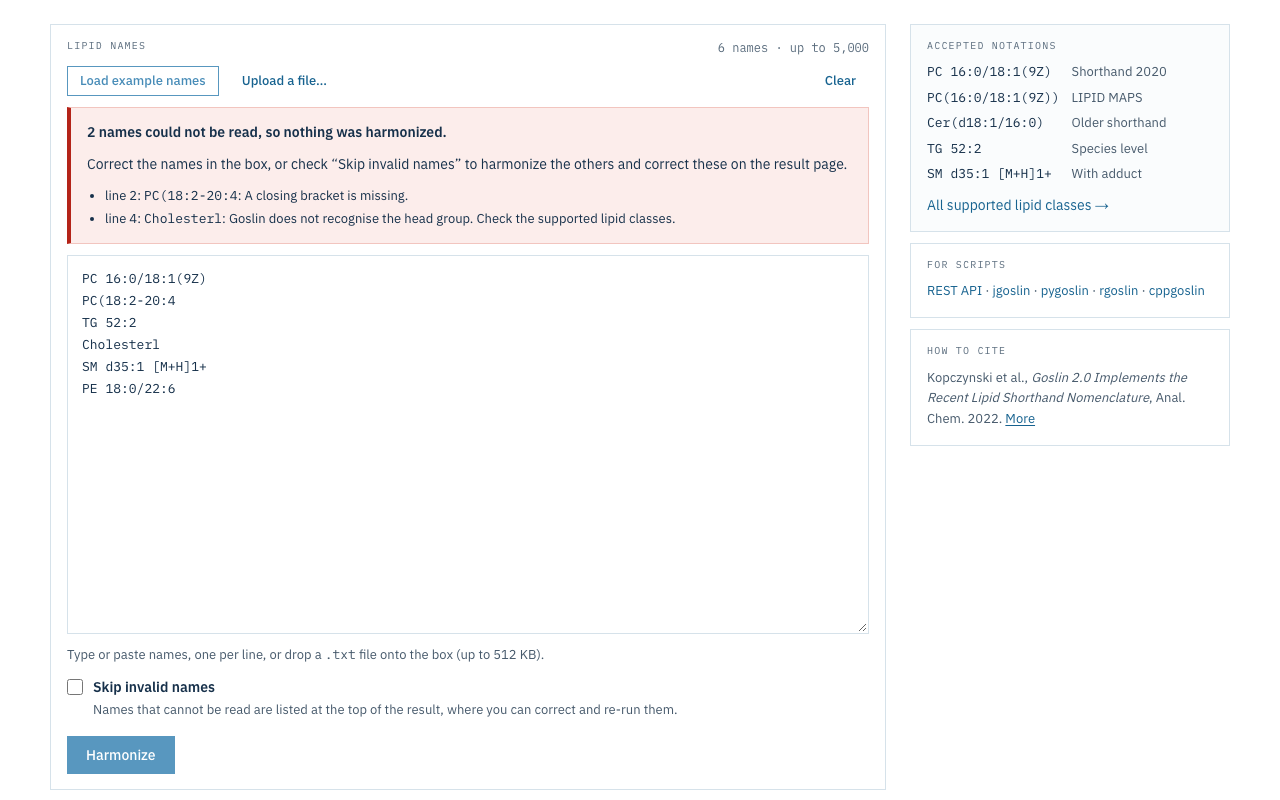 LIPID NAMES
6 names · up to 5,000
Load example names
Upload a file…
Clear
2 names could not be read, so nothing was harmonized.
Correct the names in the box, or check “Skip invalid names” to harmonize the others and correct these on the result page.
• line 2: PC(18:2-20:4: A closing bracket is missing.
• line 4: Cholesterl: Goslin does not recognise the head group. Check the supported lipid classes.
PC 16:0/18:1(9Z)
PC(18:2-20:4
TG 52:2
Cholesterl
SM d35:1 [M+H]1+
PE 18:0/22:6
Type or paste names, one per line, or drop a .txt file onto the box (up to 512 KB).
Skip invalid names
Names that cannot be read are listed at the top of the result, where you can correct and re-run them.
Harmonize
ACCEPTED NOTATIONS
PC 16:0/18:1(9Z) Shorthand 2020
PC(16:0/18:1(9Z)) LIPID MAPS
Cer(d18:1/16:0) Older shorthand
TG 52:2 Species level
SM d35:1 [M+H]1+ With adduct
All supported lipid classes →
FOR SCRIPTS
REST API · jgoslin · pygoslin · rgoslin · cppgoslin
HOW TO CITE
Kopczynski et al., Goslin 2.0 Implements the
Recent Lipid Shorthand Nomenclature, Anal.
Chem. 2022. More